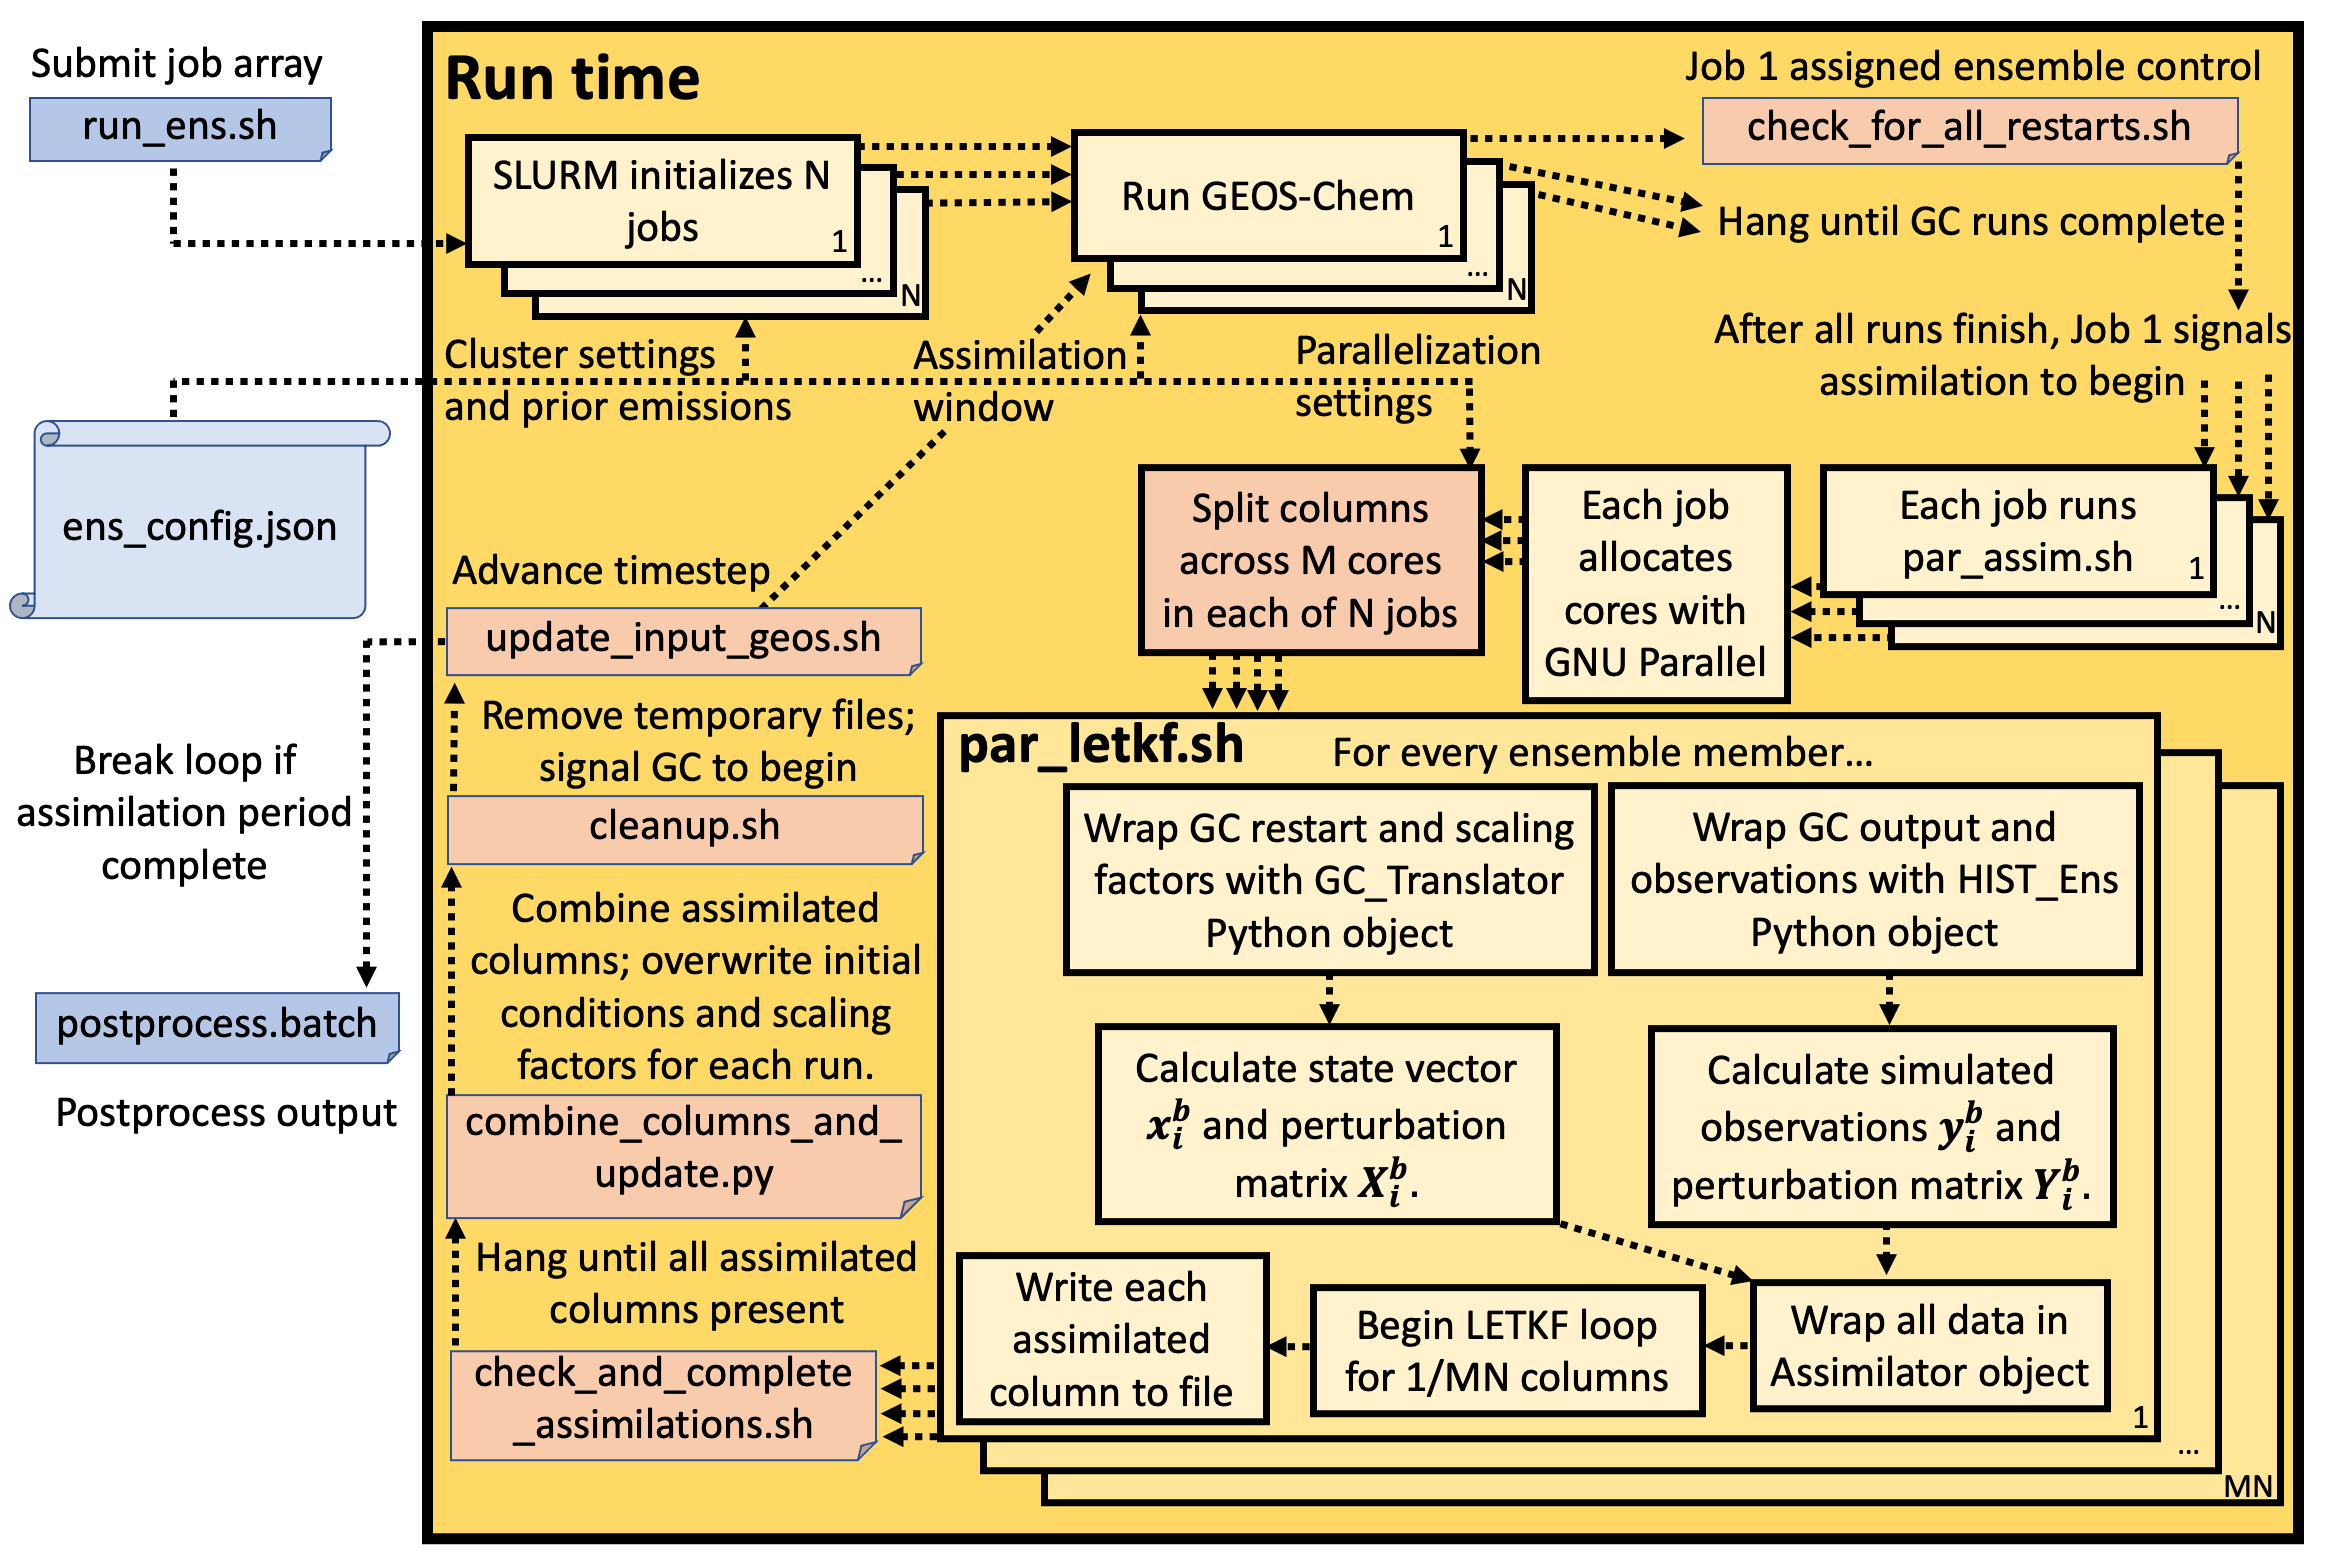 Submit job array
run_ens.sh
Run time
SLURM initializes N
jobs
1
...
N
Run GEOS-Chem
1
...
N
Job 1 assigned ensemble control
check_for_all_restarts.sh
Hang until GC runs complete
After all runs finish, Job 1 signals
assimilation to begin
Cluster settings
and prior emissions
Assimilation
window
Parallelization
settings
ens_config.json
Each job runs
par_assim.sh
1
...
N
Each job
allocates
cores with
GNU Parallel
Split columns
across M cores
in each of N jobs
par_letkf.sh
For every ensemble member...
Wrap GC restart and scaling
factors with GC_Translator
Python object
Wrap GC output and
observations with HIST_Ens
Python object
Calculate state vector
x_i^b and perturbation
matrix X_i^b.
Calculate simulated
observations y_i^b and
perturbation matrix Y_i^b.
Wrap all data in
Assimilator object
Begin LETKF loop
for 1/MN columns
Write each
assimilated
column to file
1
...
MN
check_and_complete
_assimilations.sh
Hang until all assimilated
columns present
combine_columns_and_
update.py
Combine assimilated
columns; overwrite initial
conditions and scaling
factors for each run.
cleanup.sh
Remove temporary files;
signal GC to begin
update_input_geos.sh
Advance timestep
Break loop if
assimilation period
complete
postprocess.batch
Postprocess output